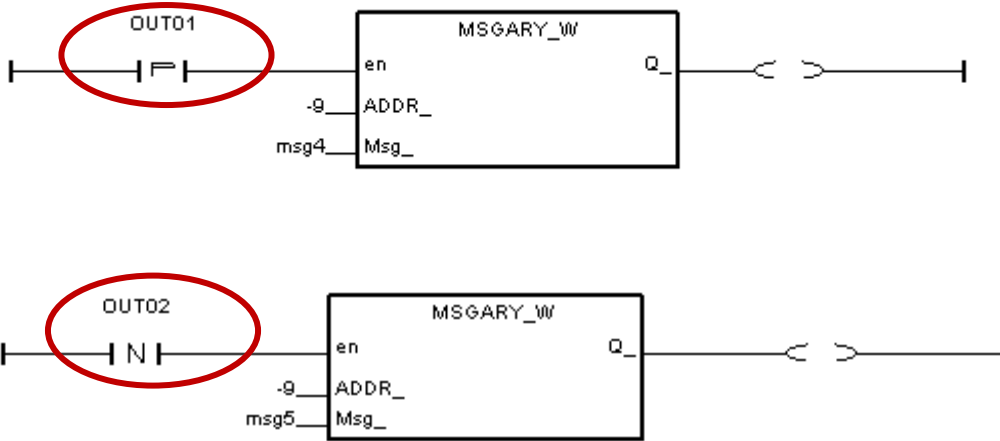 OUT01
MSGARY_W
P
en
Q_
-9
ADDR_
msg4
Msg_
OUT02
MSGARY_W
N
en
Q_
-9
ADDR_
msg5
Msg_